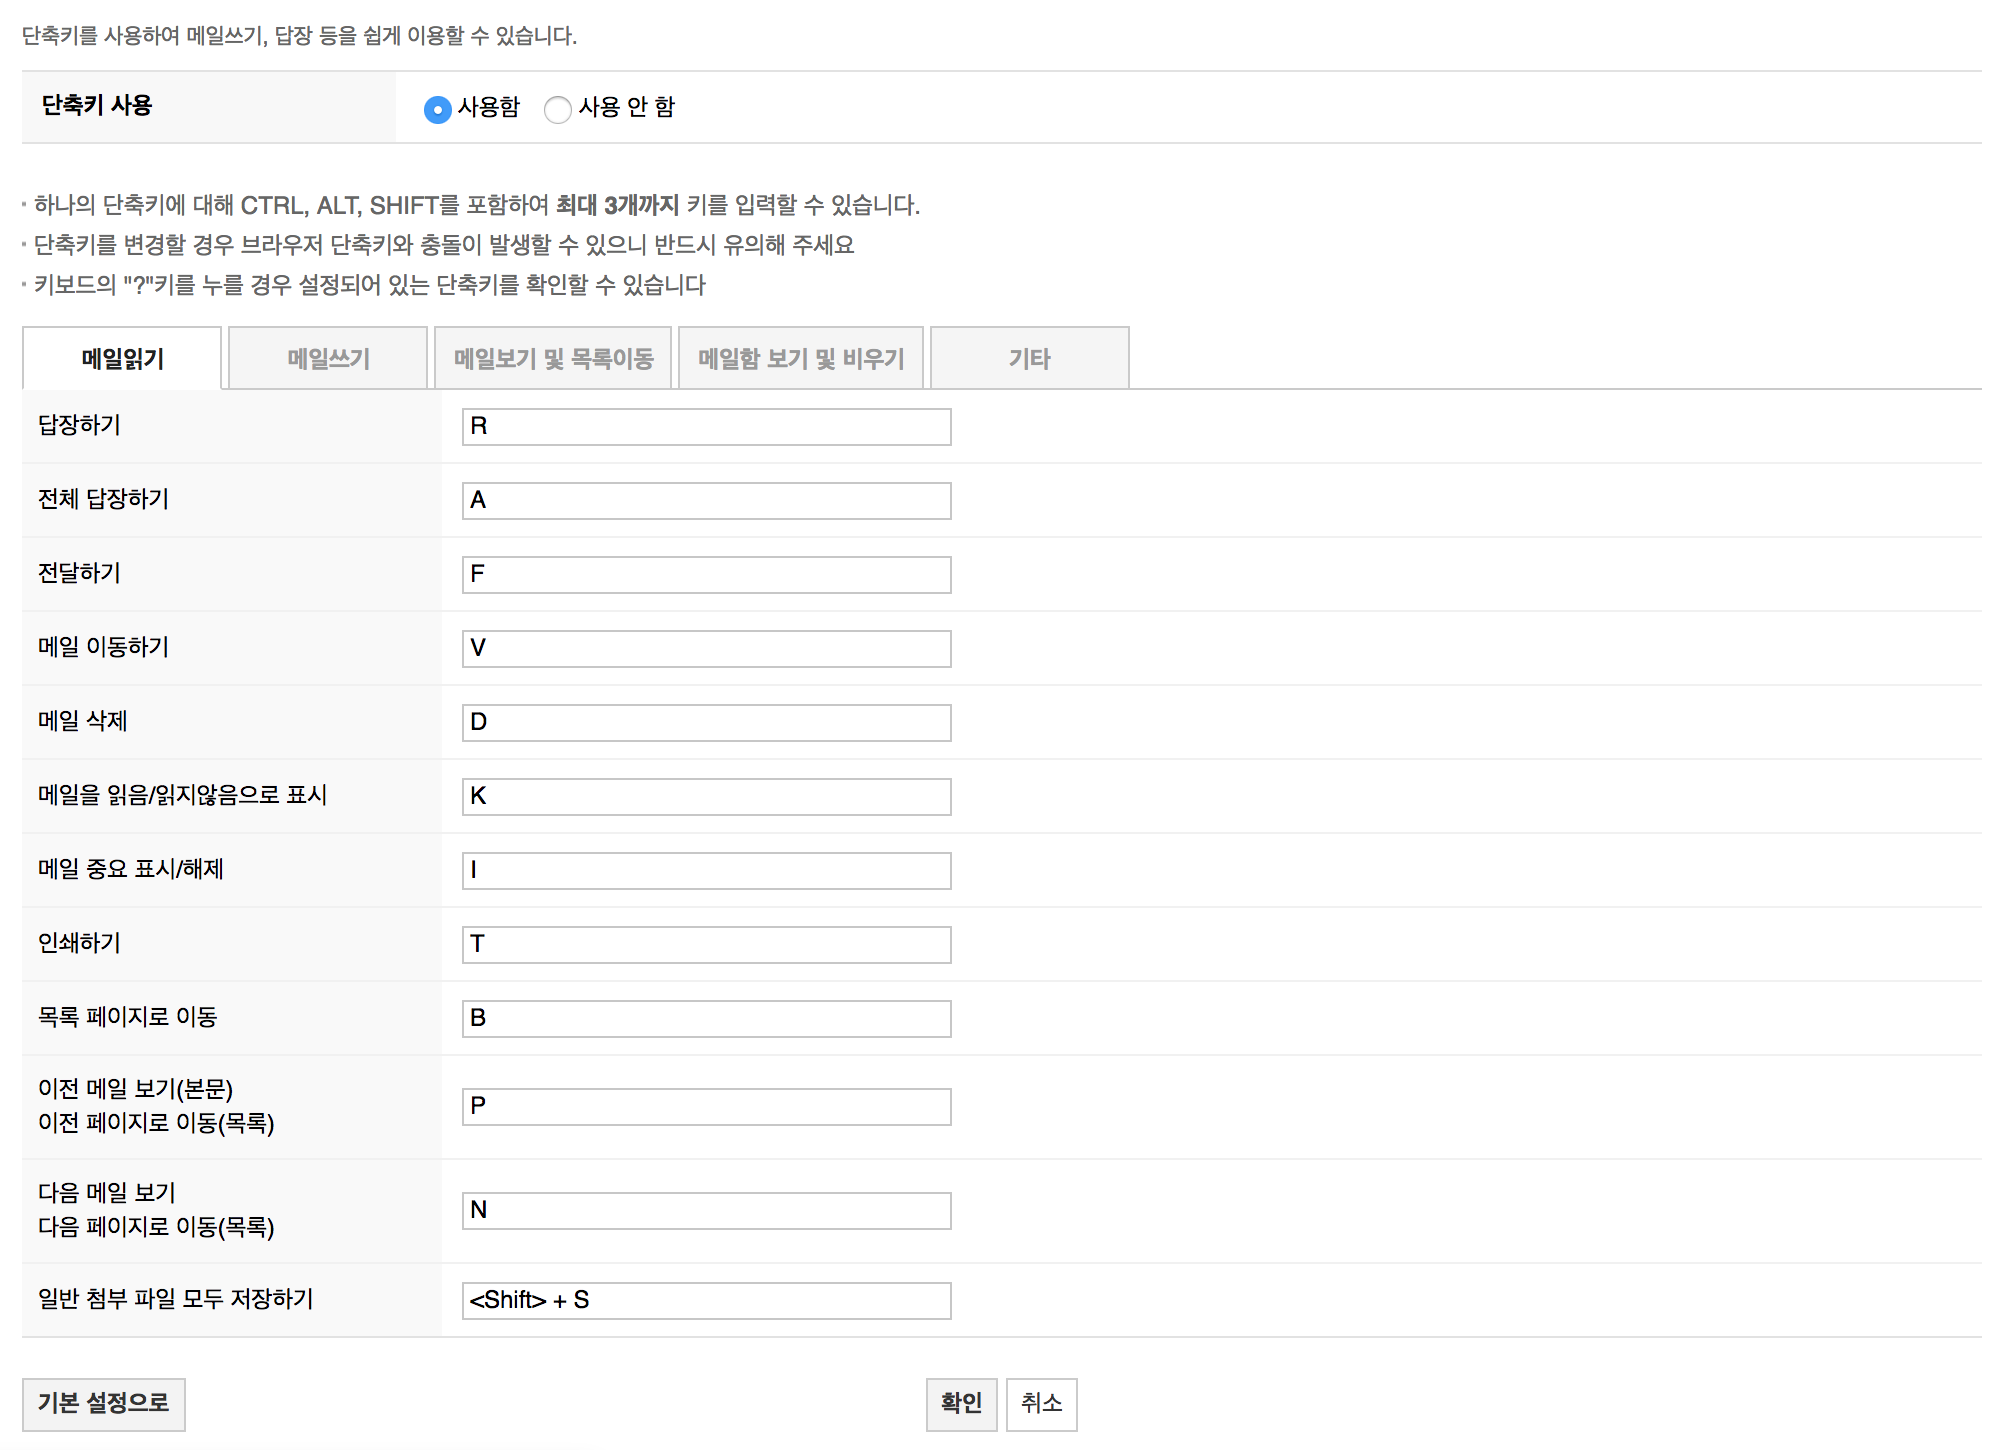 단축키를 사용하여 메일쓰기, 답장 등을 쉽게 이용할 수 있습니다.
단축키 사용 사용함 사용 안 함
· 하나의 단축키에 대해 CTRL, ALT, SHIFT를 포함하여 최대 3개까지 키를 입력할 수 있습니다.
· 단축키를 변경할 경우 브라우저 단축키와 충돌이 발생할 수 있으니 반드시 유의해 주세요
· 키보드의 "?"키를 누를 경우 설정되어 있는 단축키를 확인할 수 있습니다
메일읽기 메일쓰기 메일보기 및 목록이동 메일함 보기 및 비우기 기타
답장하기 R
전체 답장하기 A
전달하기 F
메일 이동하기 V
메일 삭제 D
메일을 읽음/읽지않음으로 표시 K
메일 중요 표시/해제 I
인쇄하기 T
목록 페이지로 이동 B
이전 메일 보기(본문)
이전 페이지로 이동(목록) P
다음 메일 보기
다음 페이지로 이동(목록) N
일반 첨부 파일 모두 저장하기 <Shift> + S
기본 설정으로 확인 취소